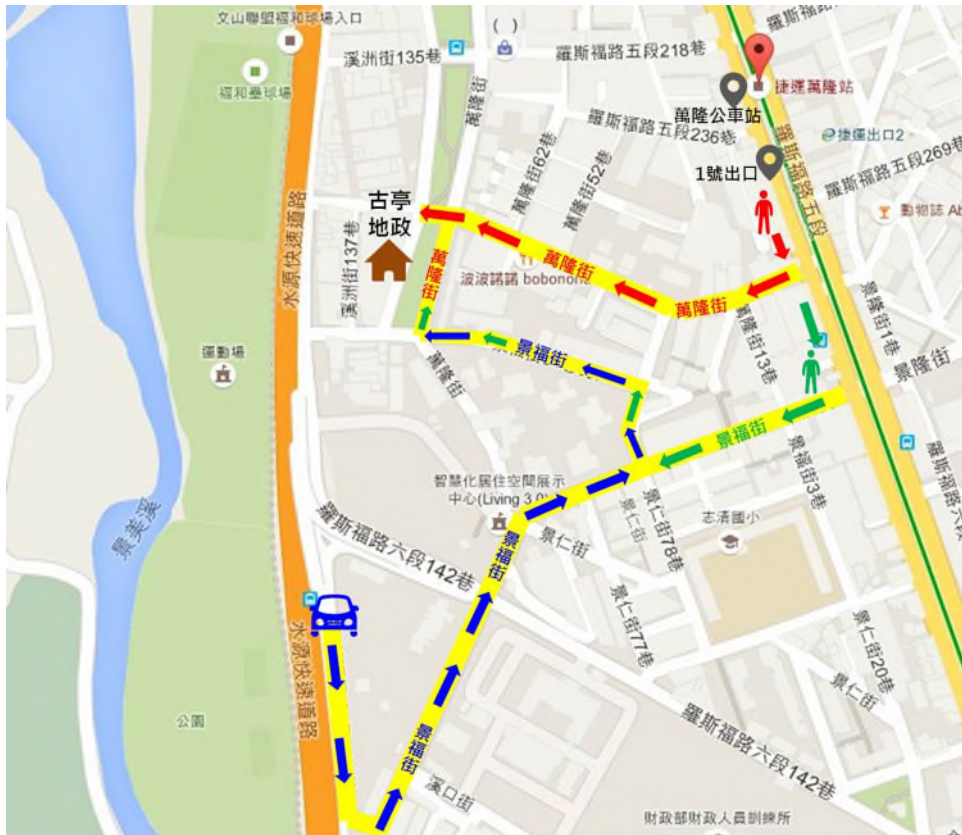 文山聯盟福和球場入口
福和壘球場
溪洲街135巷
( )
羅斯福路五段218巷
萬隆街
捷運萬隆站
萬隆公車站
羅斯福路五段236巷
捷運出口2
羅斯福路五段
羅斯福路五段269巷
1號出口
萬隆街62巷
萬隆街52巷
動物誌 Ab
古亭
地政
水源快速道路
溪洲街137巷
萬隆街
萬隆街
萬隆街
波波諾諾 bobonono
萬隆街13巷
景隆街1巷
景隆街
運動場
景福街
萬隆街
景福街
景福街3巷
智慧化居住空間展示
中心(Living 3.0)
景仁街
景仁街
景仁街78巷
志清國小
羅斯福路六段
景美溪
羅斯福路六段142巷
景福街
景仁街77巷
景仁街20巷
景仁街
水源快速道路
公園
景福街
溪口街
羅斯福路六段142巷
財政部財政人員訓練所